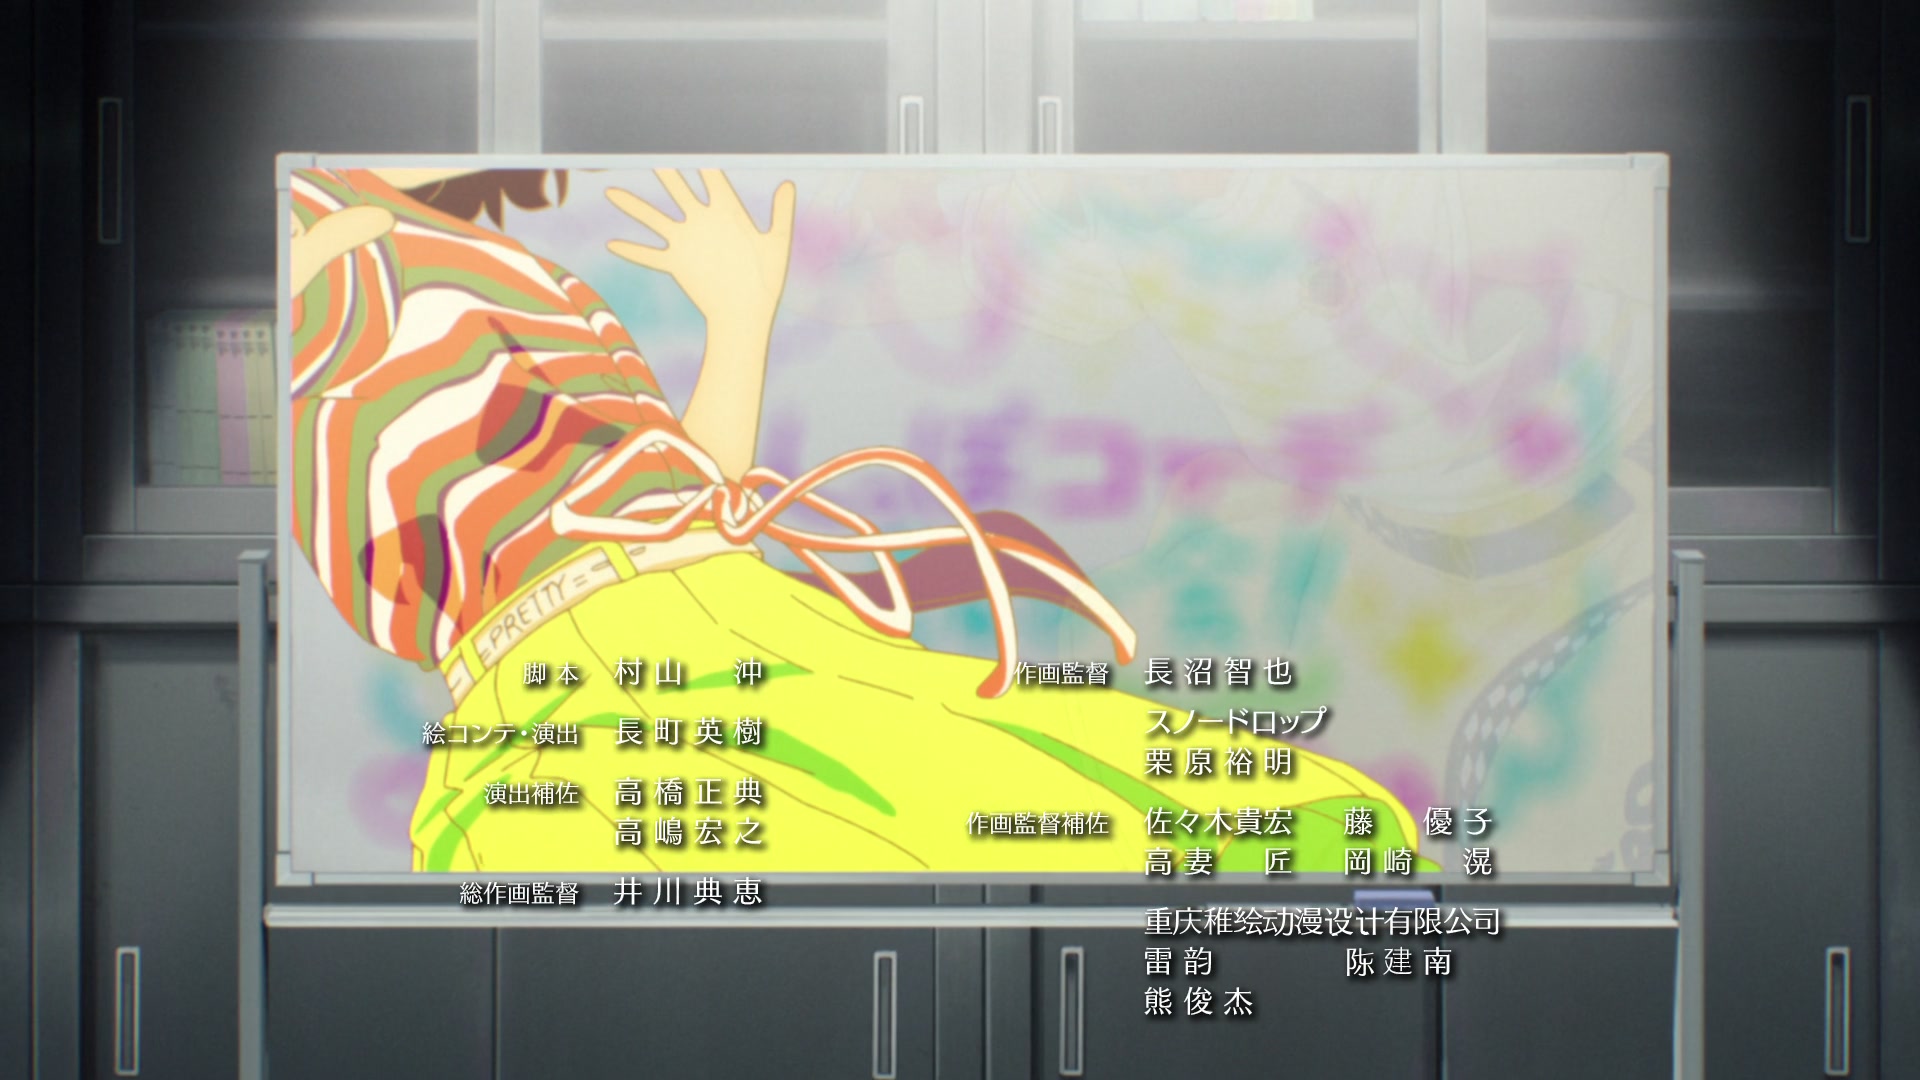 PRETTY
コーチ
脚本 村山 沖
絵コンテ・演出 長町英樹
演出補佐 高橋正典
高嶋宏之
総作画監督 井川典恵
作画監督 長沼智也
スノードロップ
栗原裕明
作画監督補佐 佐々木貴宏 藤 優子
高妻 匠 岡崎 滉
重庆稚绘动漫设计有限公司
雷韵 陈建南
熊俊杰